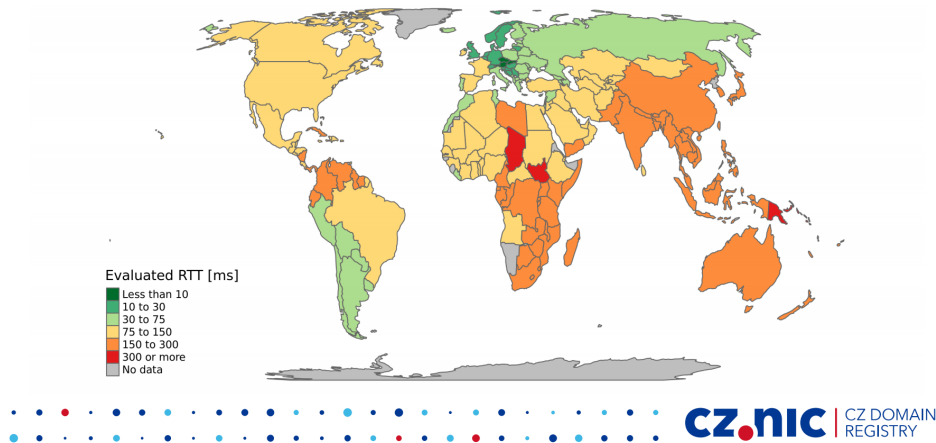 Evaluated RTT [ms]
Less than 10
10 to 30
30 to 75
75 to 150
150 to 300
300 or more
No data
cz.nic
CZ DOMAIN
REGISTRY